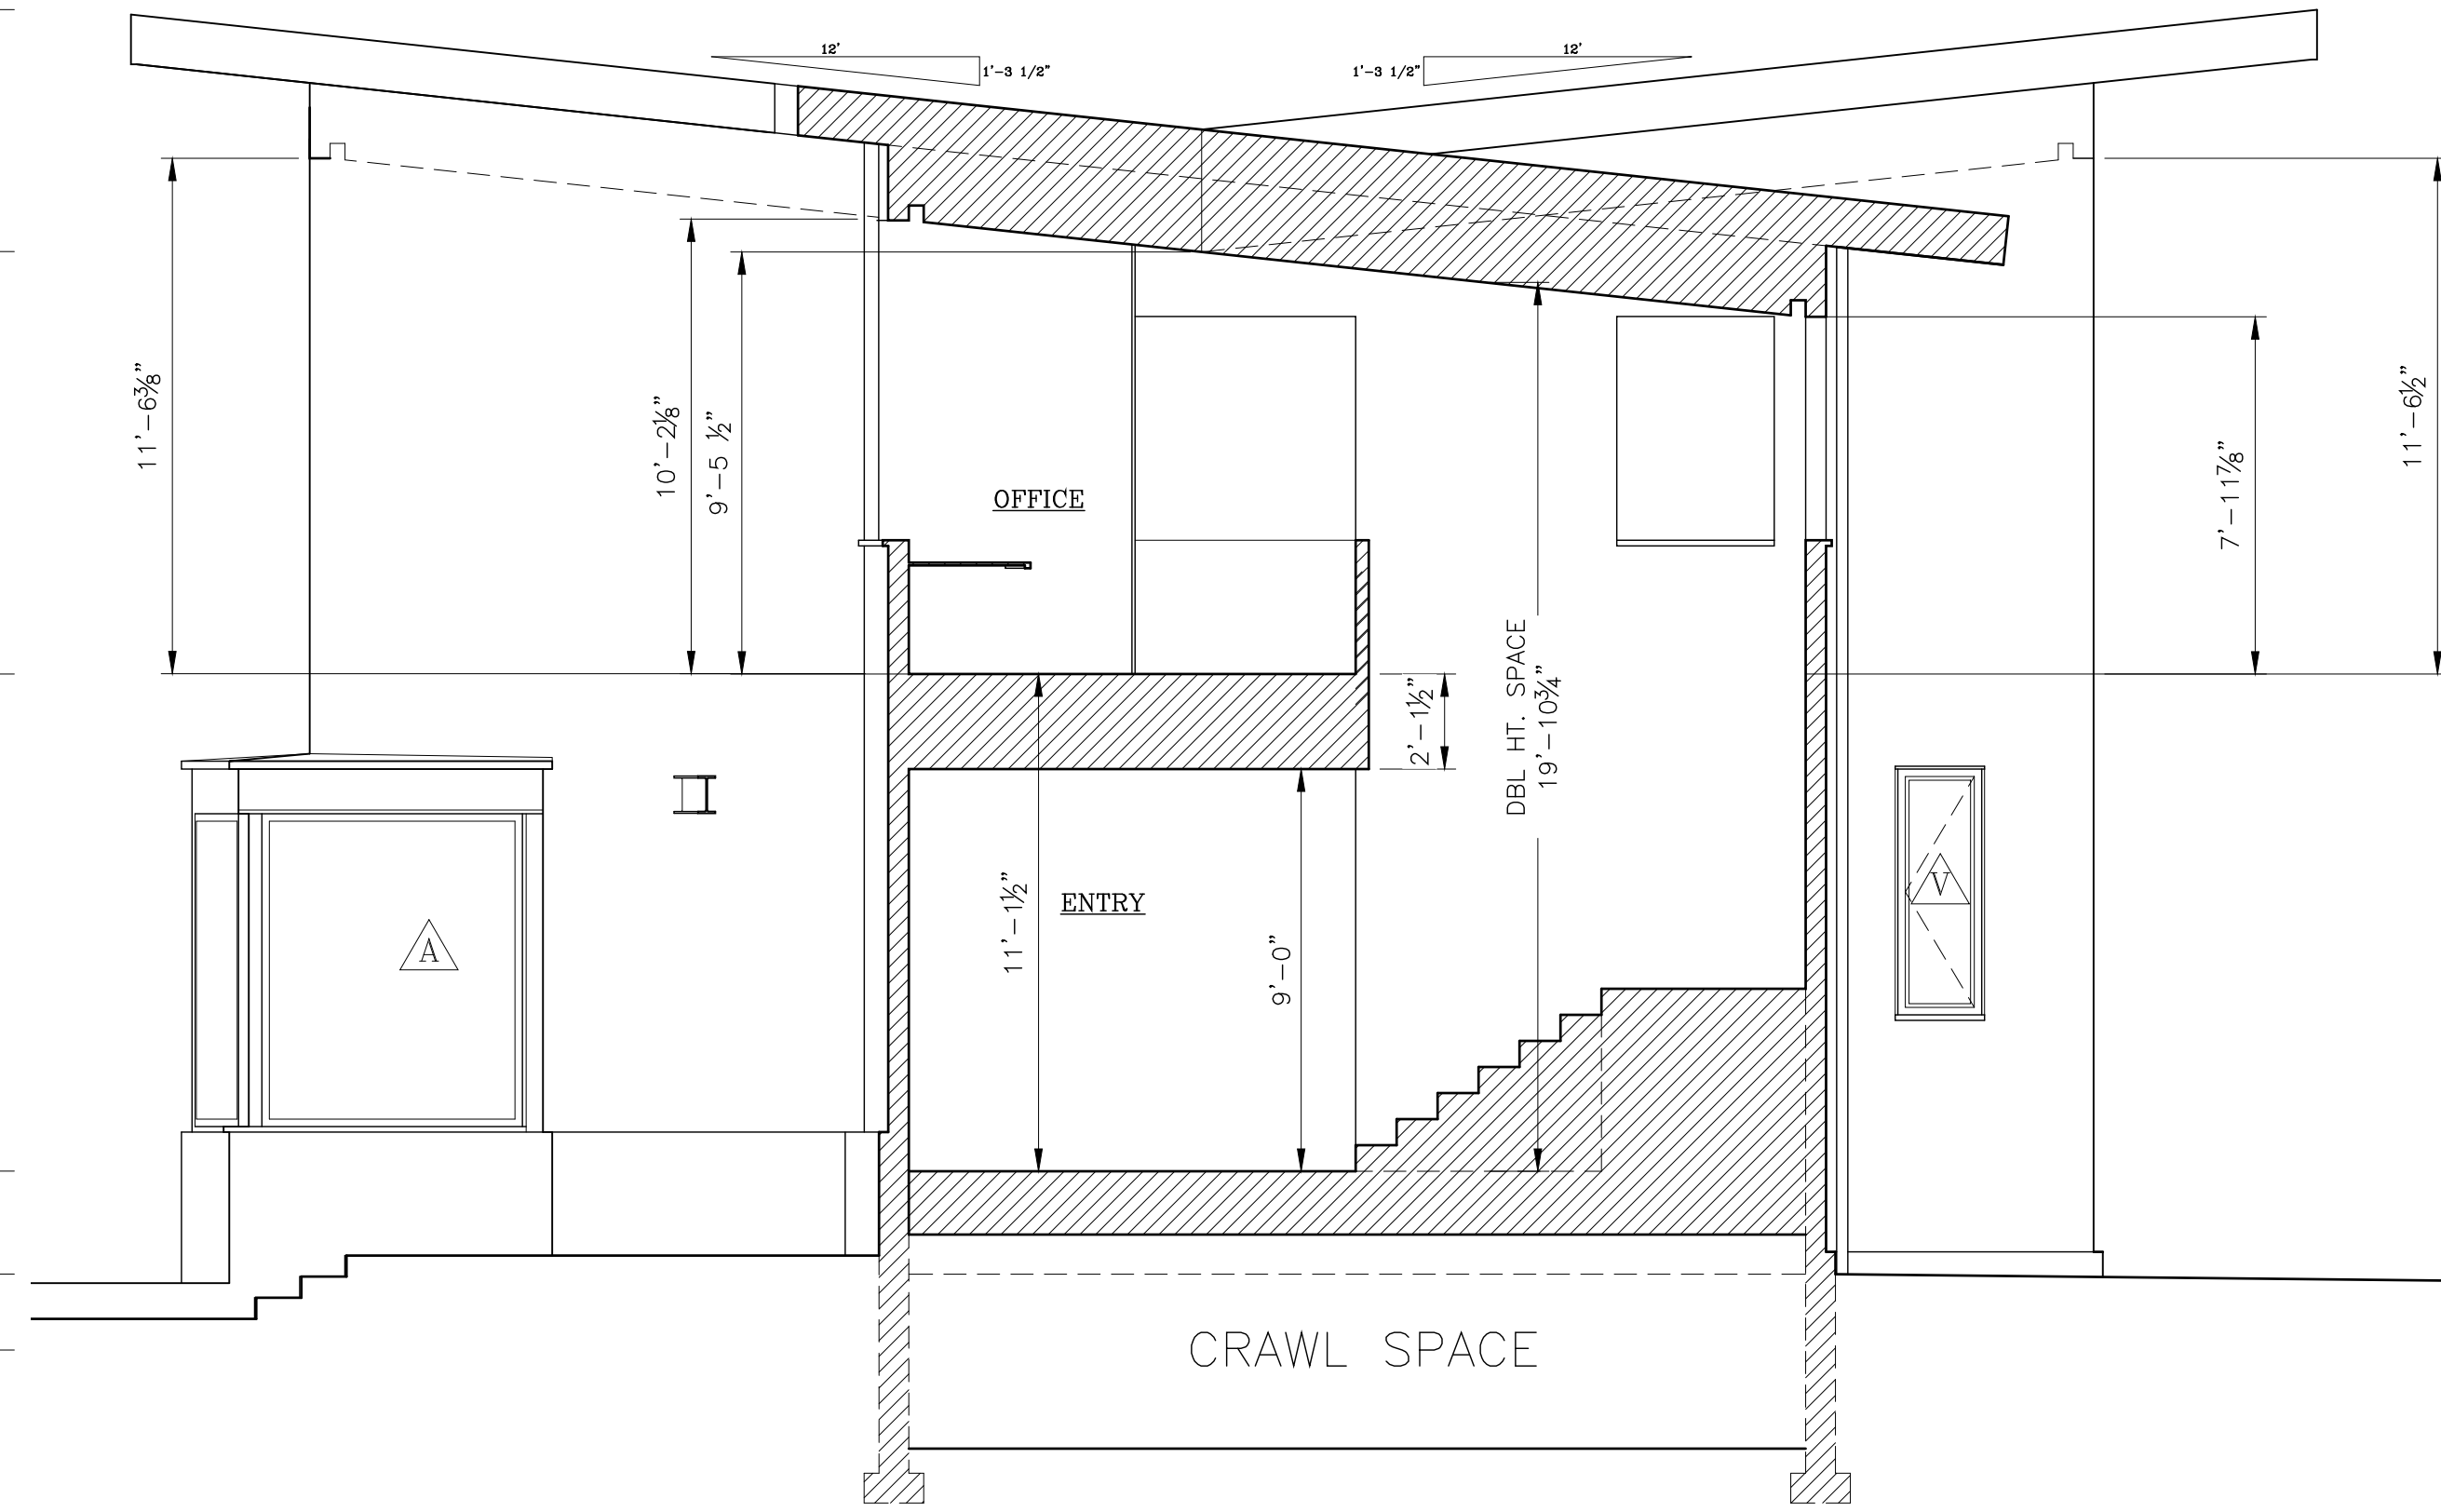 12'
1'-3 1/2"
12'
1'-3 1/2"
11'-6⅜"
10'-2⅛"
9'-5 ½"
OFFICE
7'-11⅞"
11'-6½"
DBL HT. SPACE
19'-10¾"
2'-1½"
11'-1½"
ENTRY
9'-0"
A
V
CRAWL SPACE